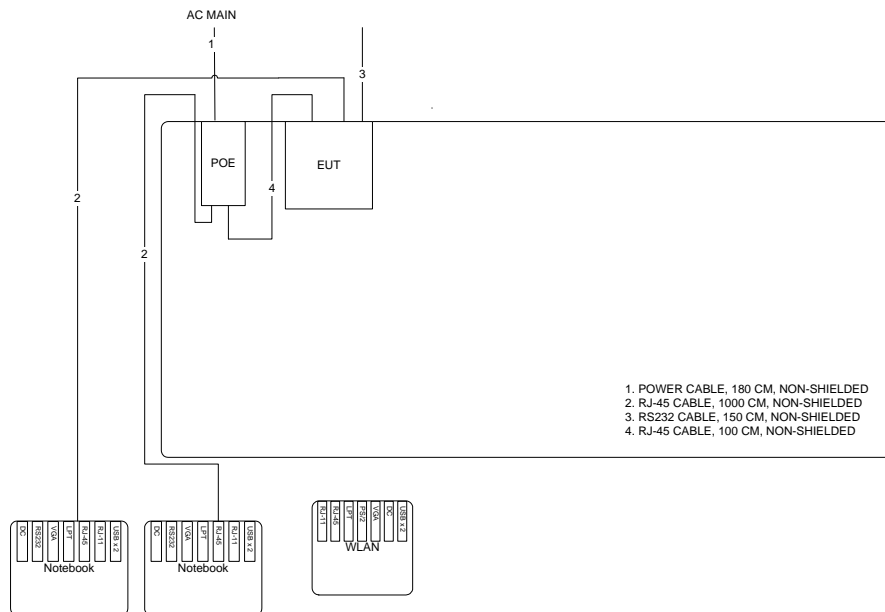 AC MAIN
1
3
POE
EUT
4
2
2
1. POWER CABLE, 180 CM, NON-SHIELDED
2. RJ-45 CABLE, 1000 CM, NON-SHIELDED
3. RS232 CABLE, 150 CM, NON-SHIELDED
4. RJ-45 CABLE, 100 CM, NON-SHIELDED
DC
RS232
VGA
LPT
RJ-45
RJ-11
USB x 2
Notebook
DC
RS232
VGA
LPT
RJ-45
RJ-11
USB x 2
Notebook
RJ-11
RJ-45
LPT
PS/2
VGA
DC
USB x 2
WLAN